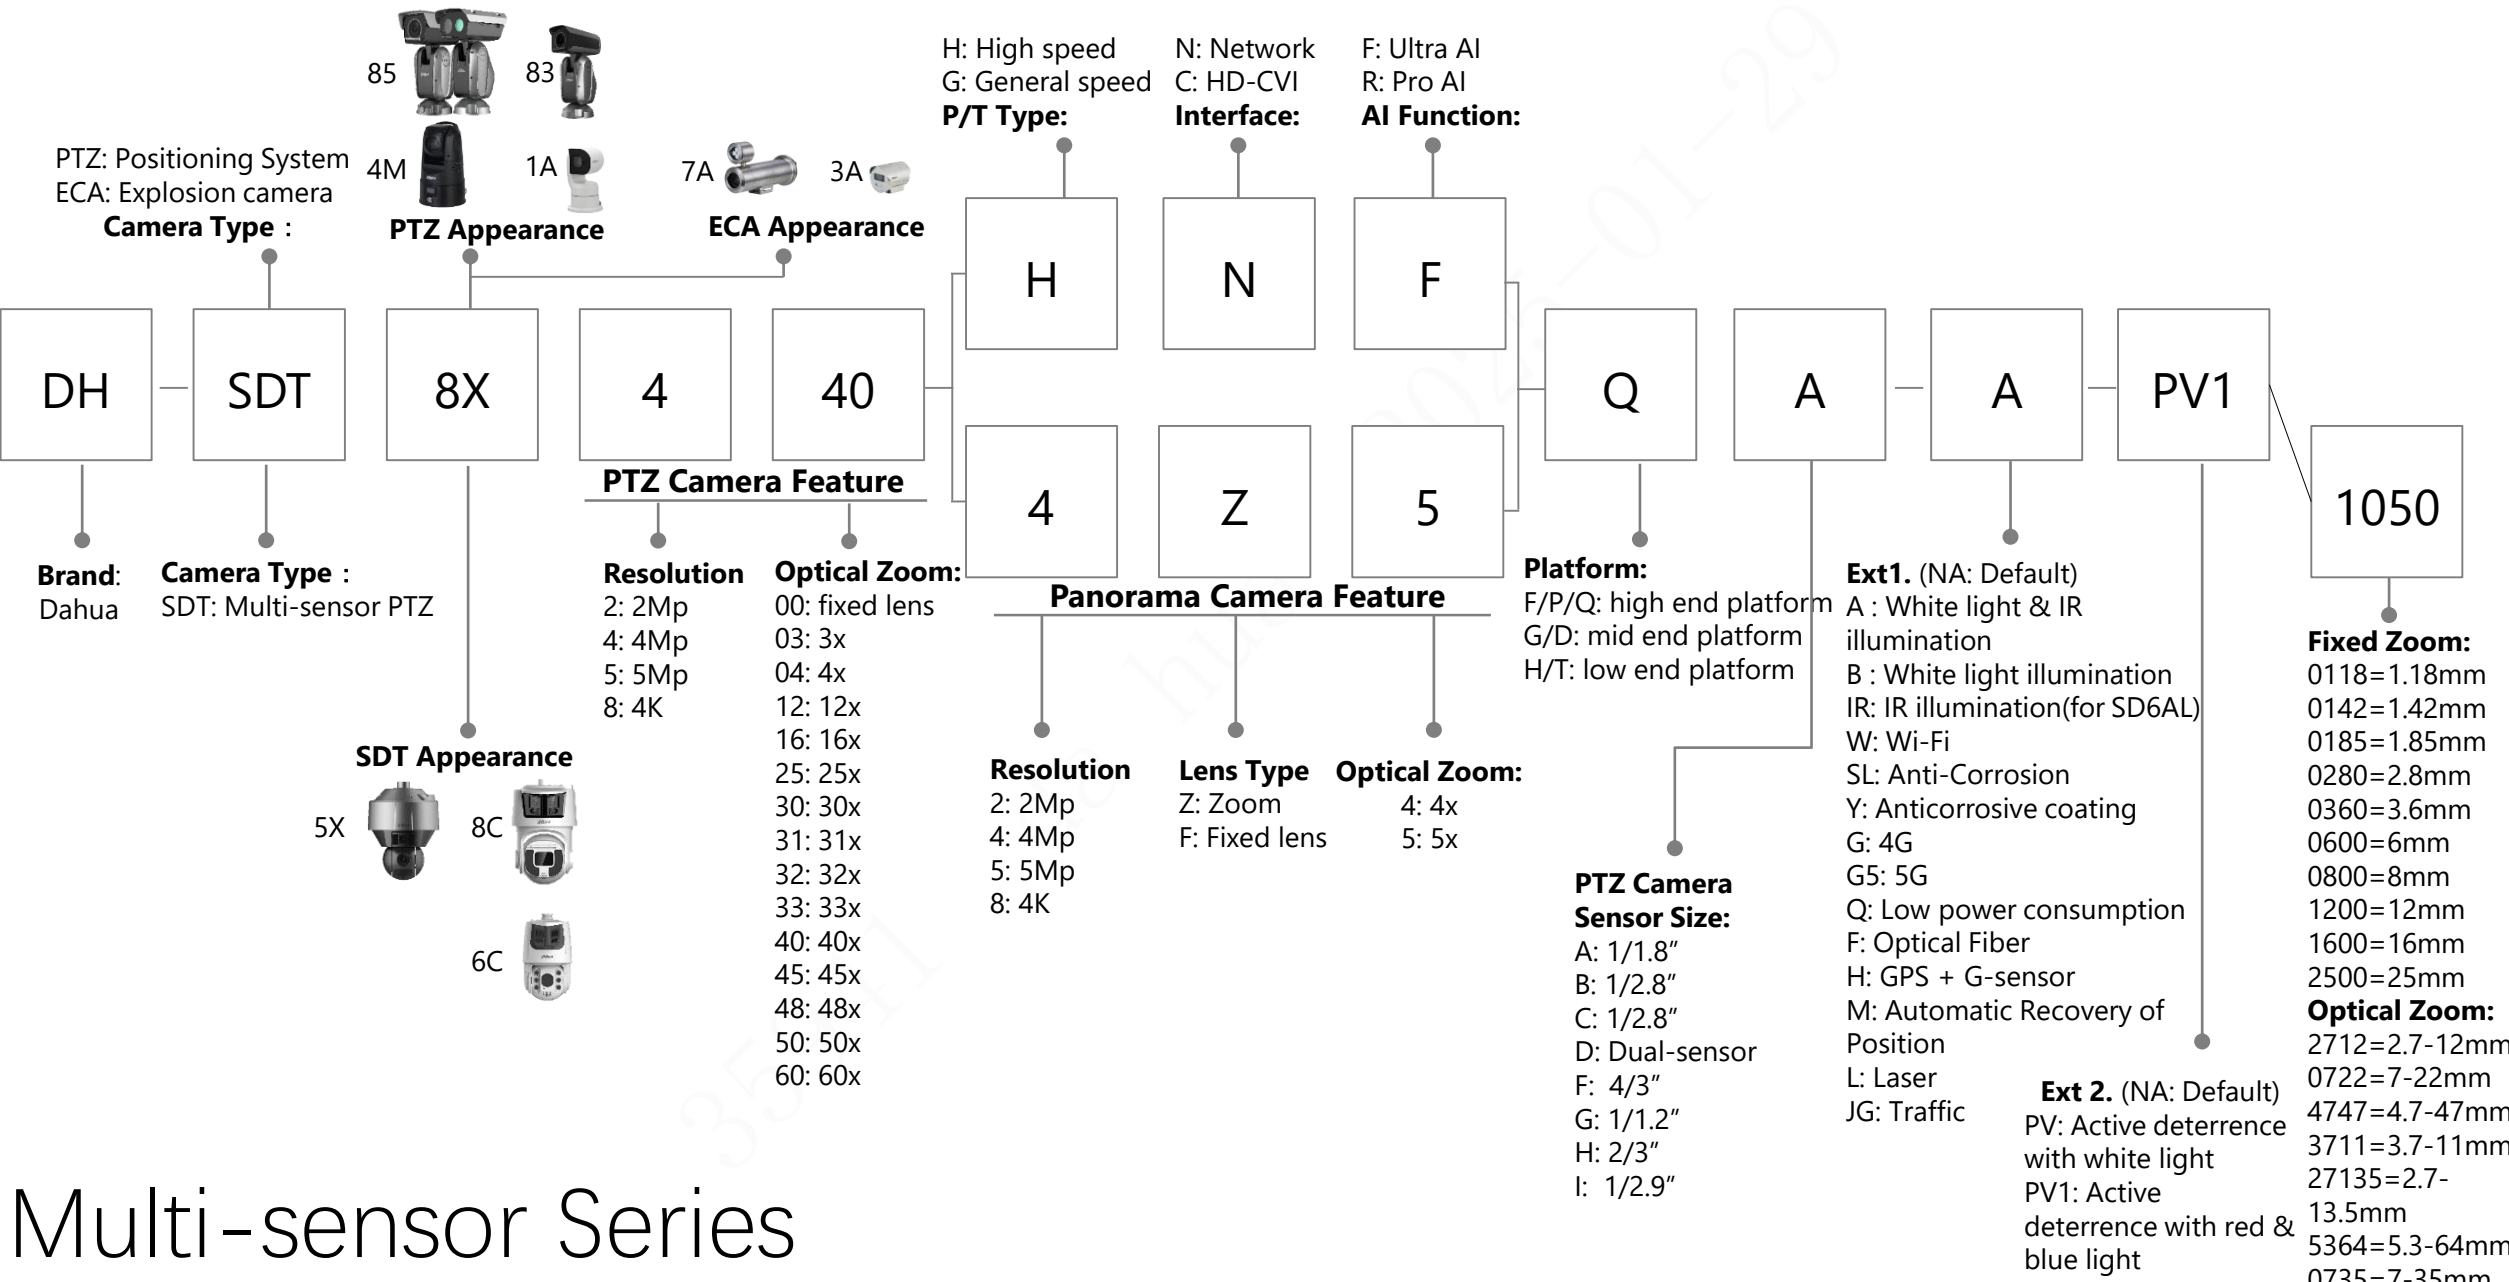 85
83
4M
1A
7A
3A
PTZ: Positioning System
ECA: Explosion camera
Camera Type :
PTZ Appearance
ECA Appearance
H: High speed
G: General speed
P/T Type:
N: Network
C: HD-CVI
Interface:
F: Ultra AI
R: Pro AI
AI Function:
H
N
F
DH
SDT
8X
4
40
Q
A
A
PV1
4
Z
5
1050
Brand:
Dahua
Camera Type :
SDT: Multi-sensor PTZ
SDT Appearance
5X
8C
6C
PTZ Camera Feature
Resolution
2: 2Mp
4: 4Mp
5: 5Mp
8: 4K
Optical Zoom:
00: fixed lens
03: 3x
04: 4x
12: 12x
16: 16x
25: 25x
30: 30x
31: 31x
32: 32x
33: 33x
40: 40x
45: 45x
48: 48x
50: 50x
60: 60x
Panorama Camera Feature
Resolution
2: 2Mp
4: 4Mp
5: 5Mp
8: 4K
Lens Type
Z: Zoom
F: Fixed lens
Optical Zoom:
4: 4x
5: 5x
Platform:
F/P/Q: high end platform
G/D: mid end platform
H/T: low end platform
PTZ Camera
Sensor Size:
A: 1/1.8”
B: 1/2.8”
C: 1/2.8”
D: Dual-sensor
F: 4/3”
G: 1/1.2”
H: 2/3”
I: 1/2.9”
Ext1. (NA: Default)
A : White light & IR
illumination
B : White light illumination
IR: IR illumination(for SD6AL)
W: Wi-Fi
SL: Anti-Corrosion
Y: Anticorrosive coating
G: 4G
G5: 5G
Q: Low power consumption
F: Optical Fiber
H: GPS + G-sensor
M: Automatic Recovery of
Position
L: Laser
JG: Traffic
Ext 2. (NA: Default)
PV: Active deterrence
with white light
PV1: Active
deterrence with red &
blue light
Fixed Zoom:
0118=1.18mm
0142=1.42mm
0185=1.85mm
0280=2.8mm
0360=3.6mm
0600=6mm
0800=8mm
1200=12mm
1600=16mm
2500=25mm
Optical Zoom:
2712=2.7-12mm
0722=7-22mm
4747=4.7-47mm
3711=3.7-11mm
27135=2.7-
13.5mm
5364=5.3-64mm
0735=7-35mm
Multi-sensor Series